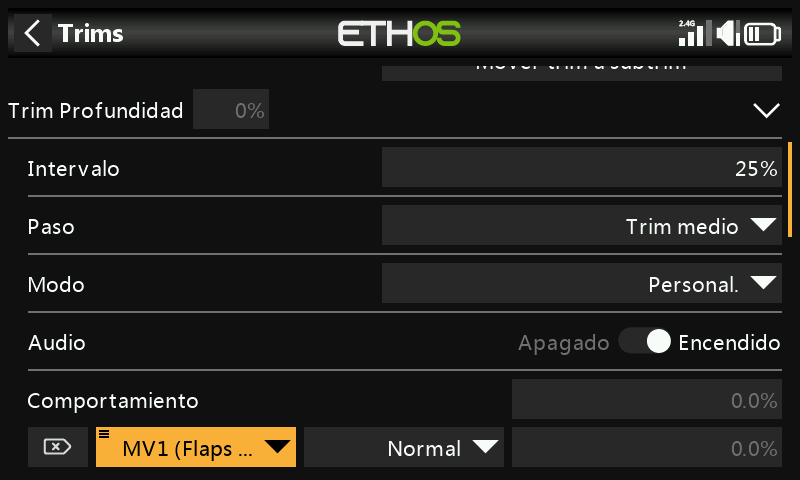 Trims ETHOS 2.4G
Mover trim a subtrim
Trim Profundidad 0%
Intervalo 25%
Paso Trim medio
Modo Personal.
Audio Apagado Encendido
Comportamiento 0.0%
MV1 (Flaps ... Normal 0.0%